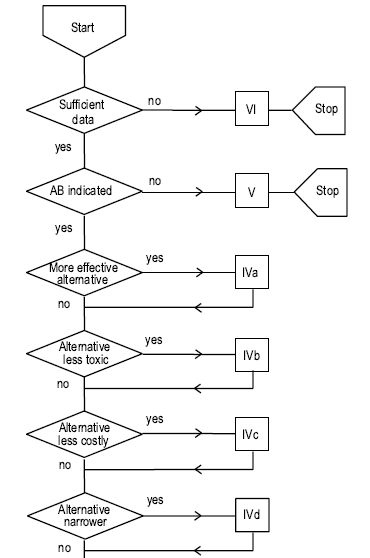 Start
Sufficient
data
no
VI
Stop
yes
AB indicated
no
V
Stop
yes
More effective
alternative
yes
IVa
no
Alternative
less toxic
yes
IVb
no
Alternative
less costly
yes
IVc
no
Alternative
narrower
yes
IVd
no